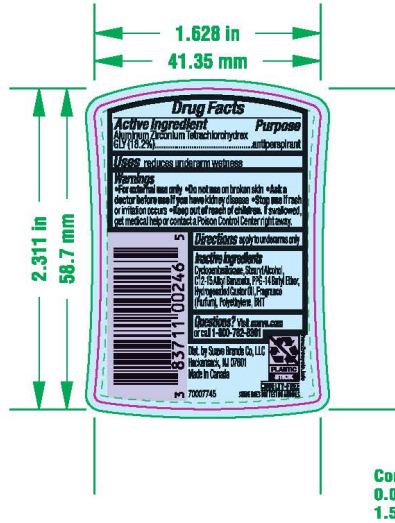 1.628 in
41.35 mm
2.311 in
58.7 mm
Drug Facts
Active Ingredient Purpose
Aluminum Zirconium Tetrachlorohydrex
GLY (18.2%)..........................antiperspirant
Uses reduces underarm wetness
Warnings
•For external use only •Do not use on broken skin •Ask a
doctor before use if you have kidney disease •Stop use if rash
or irritation occurs •Keep out of reach of children. If swallowed,
get medical help or contact a Poison Control Center right away.
Directions apply to underarms only
Inactive Ingredients
Cyclopentasiloxane, Stearyl Alcohol,
C12-15 Alkyl Benzoate, PPG-14 Butyl Ether,
Hydrogenated Castor Oil, Fragrance
(Parfum), Polyethylene, BHT
Questions? Visit suave.com
or call 1-800-782-8301
Dist. by Suave Brands Co, LLC
Hackensack, NJ 07601
Made in Canada
PLASTIC
3 83711 00246 5
70007745
Con
0.0
1.5